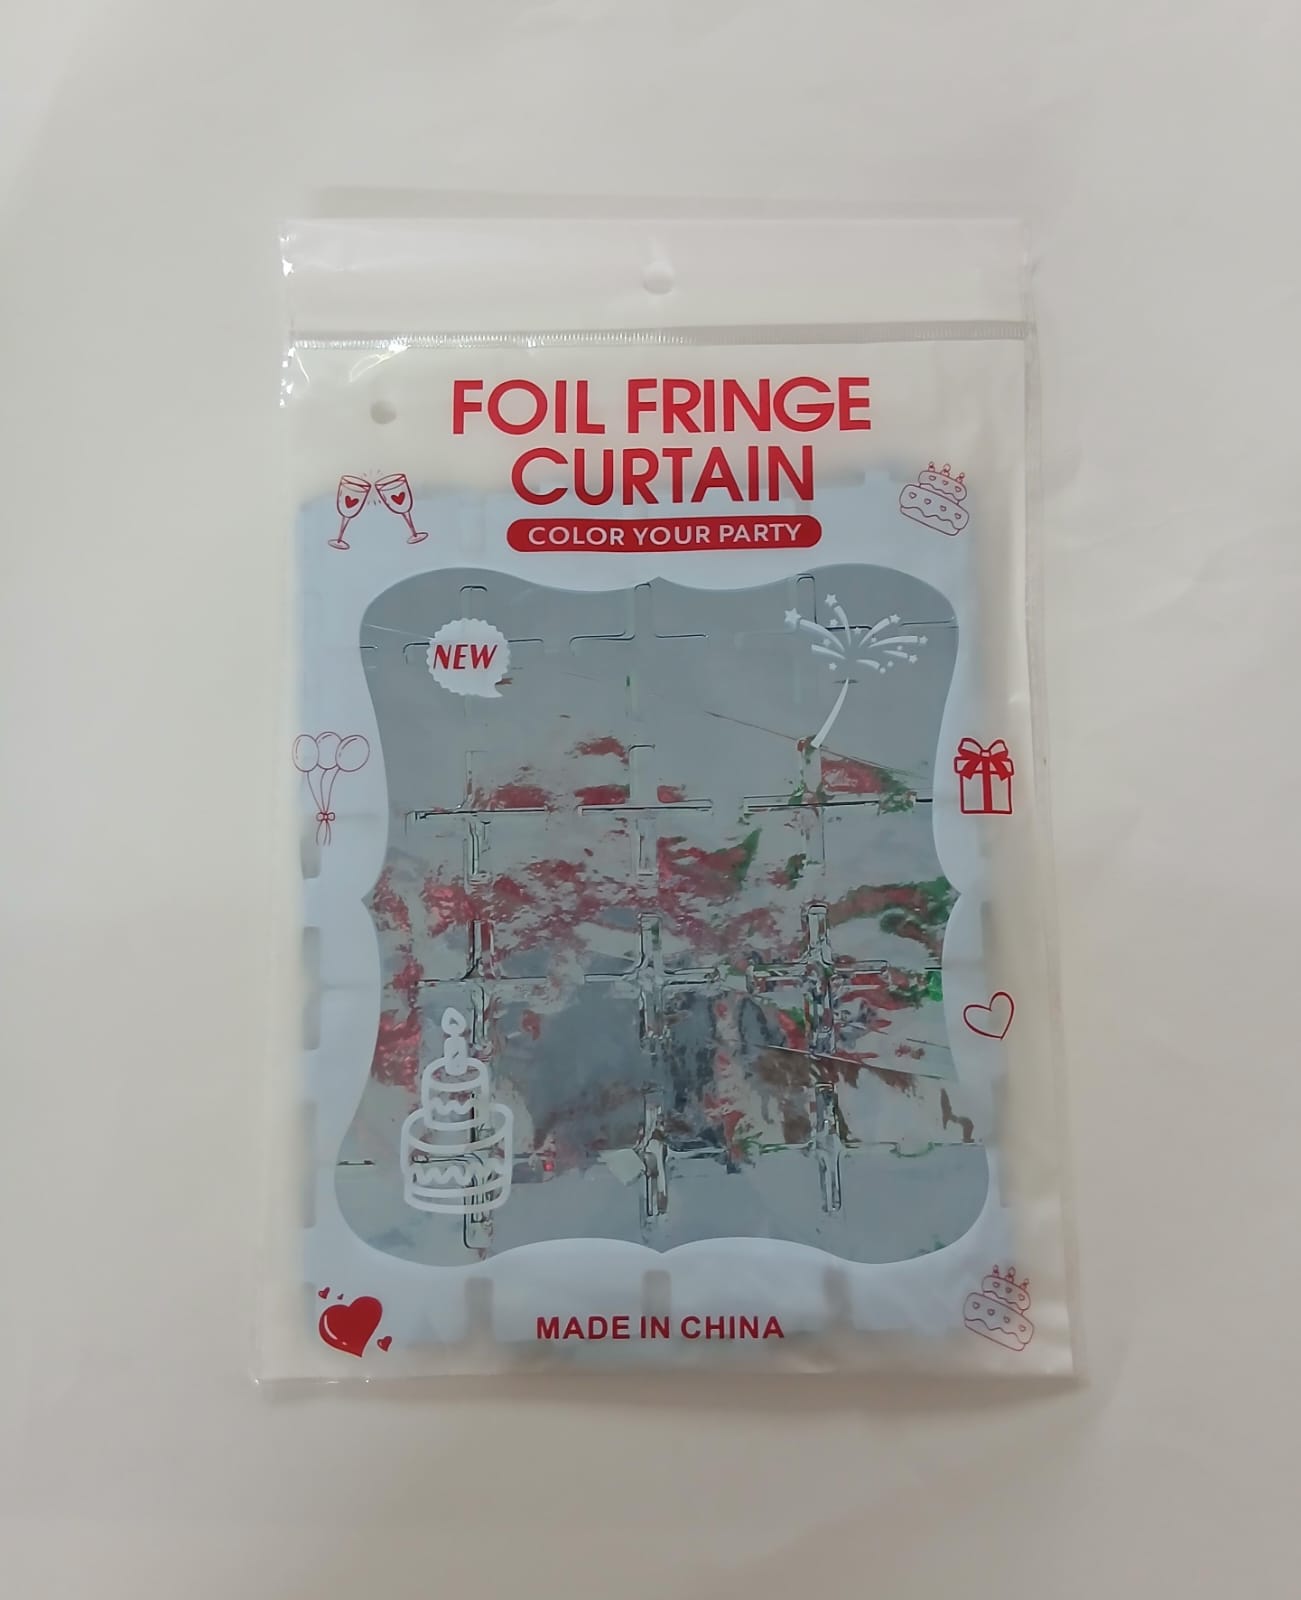 FOIL FRINGE
CURTAIN
COLOR YOUR PARTY
NEW
MADE IN CHINA